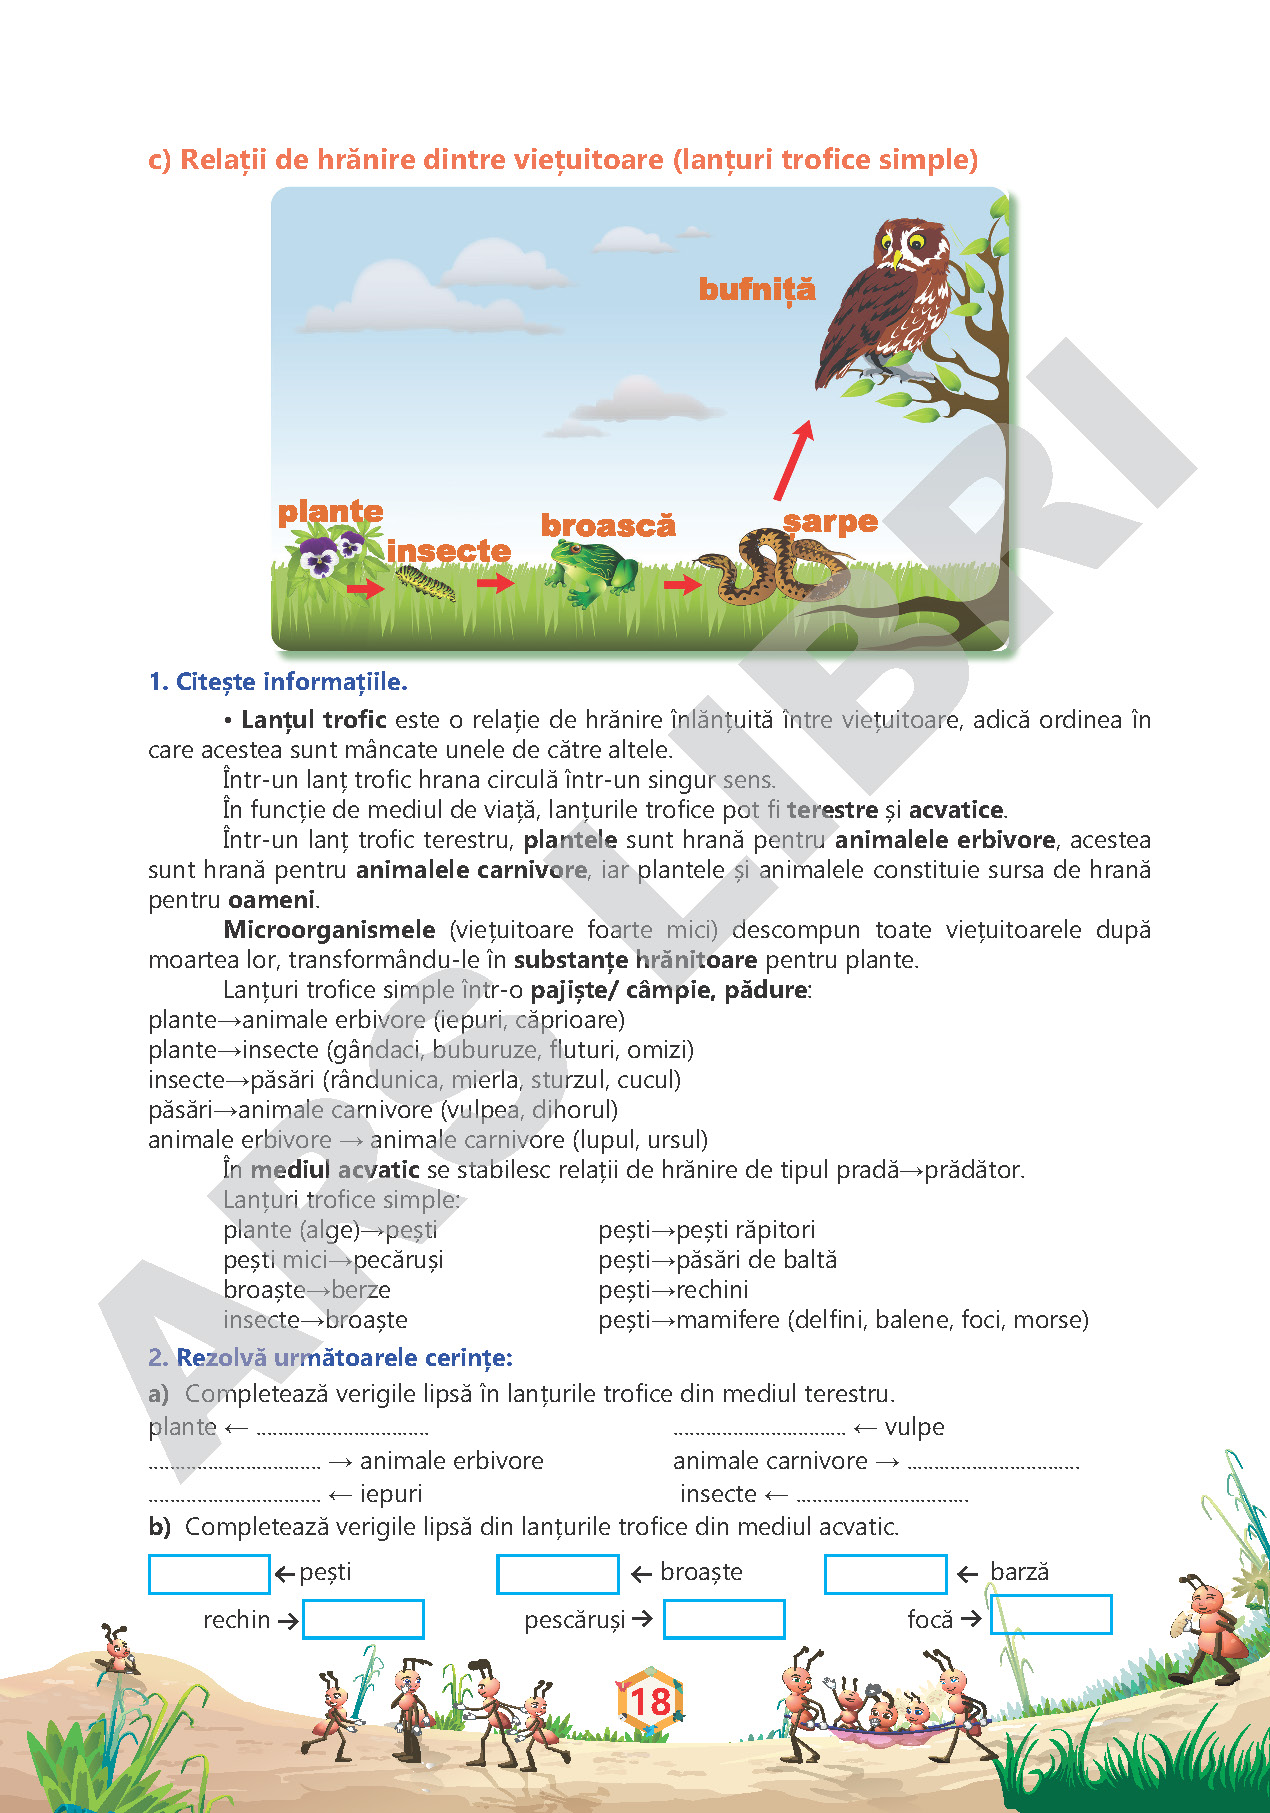 c) Relații de hrănire dintre viețuitoare (lanțuri trofice simple)
bufniță
plante
insecte
broască
șarpe
1. Citește informațiile.
• Lanțul trofic este o relație de hrănire înlănțuită între viețuitoare, adică ordinea în
care acestea sunt mâncate unele de către altele.
Într-un lanț trofic hrana circulă într-un singur sens.
În funcție de mediul de viață, lanțurile trofice pot fi terestre și acvatice.
Într-un lanț trofic terestru, plantele sunt hrană pentru animalele erbivore, acestea
sunt hrană pentru animalele carnivore, iar plantele și animalele constituie sursa de hrană
pentru oameni.
Microorganismele (viețuitoare foarte mici) descompun toate viețuitoarele după
moartea lor, transformându-le în substanțe hrănitoare pentru plante.
Lanțuri trofice simple într-o pajiște/ câmpie, pădure:
plante→animale erbivore (iepuri, căprioare)
plante→insecte (gândaci, buburuze, fluturi, omizi)
insecte→păsări (rândunica, mierla, sturzul, cucul)
păsări→animale carnivore (vulpea, dihorul)
animale erbivore → animale carnivore (lupul, ursul)
În mediul acvatic se stabilesc relații de hrănire de tipul pradă→prădător.
Lanțuri trofice simple:
plante (alge)→pești pești→pești răpitori
pești mici→pecăruși pești→păsări de baltă
broaște→berze pești→rechini
insecte→broaște pești→mamifere (delfini, balene, foci, morse)
2. Rezolvă următoarele cerințe:
a) Completează verigile lipsă în lanțurile trofice din mediul terestru.
plante ← ................................ ................................ ← vulpe
................................ → animale erbivore animale carnivore → ................................
................................ ← iepuri insecte ← ................................
b) Completează verigile lipsă din lanțurile trofice din mediul acvatic.
← pești ← broaște ← barză
rechin → pescăruși → focă →
18
ARS LIBRI